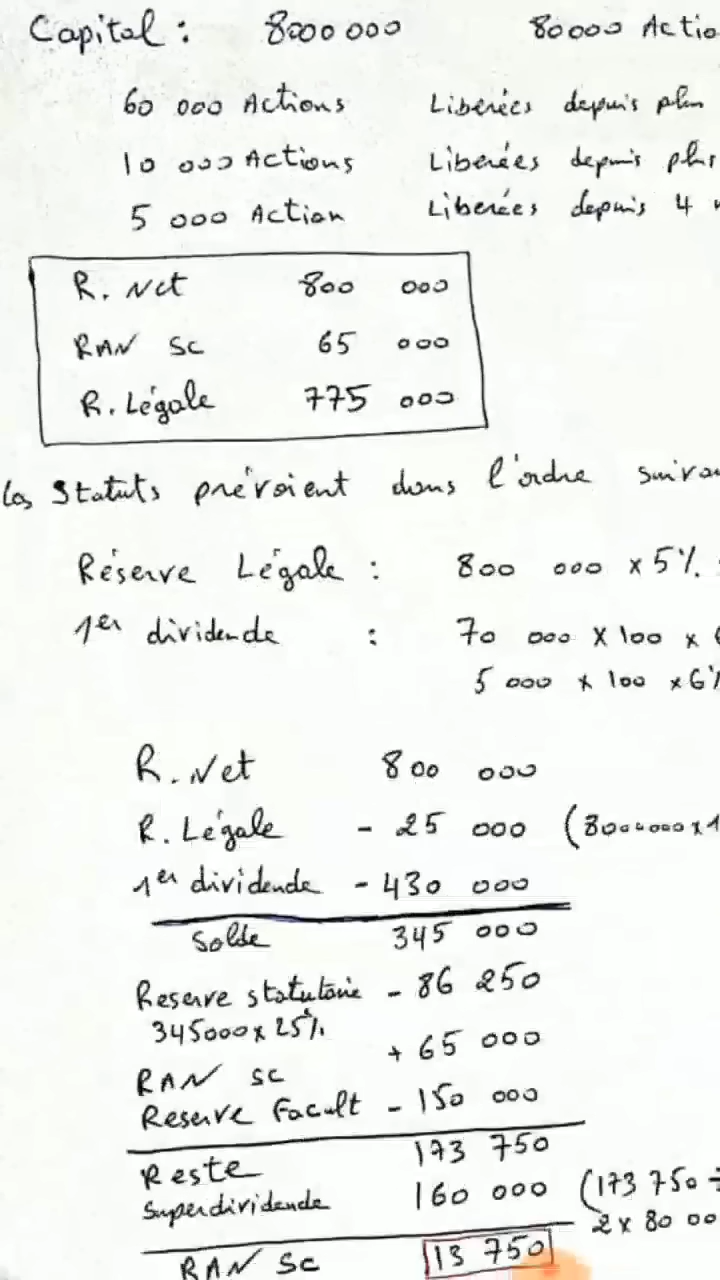 Capital : 8000 000 80000 Actio
60 000 Actions Liberées depuis plu
10 000 Actions Liberées depuis plus
5 000 Action Liberées depuis 4
R. Net 800 000
RAN SC 65 000
R. Légale 775 000
Les Statuts prévoient dans l'ordre suivan
Réserve Légale : 800 000 x 5%
1er dividende : 70 000 x 100 x
5 000 x 100 x 6%
R. Net 800 000
R. Légale - 25 000 (8000000 x 1
1er dividende - 430 000
Solde 345 000
Reserve statutaire - 86 250
345000 x 25%
RAN SC + 65 000
Reserve Facult - 150 000
Reste 173 750
Superdividende 160 000 (173 750 ÷
2 x 80 00
RAN SC 13 750